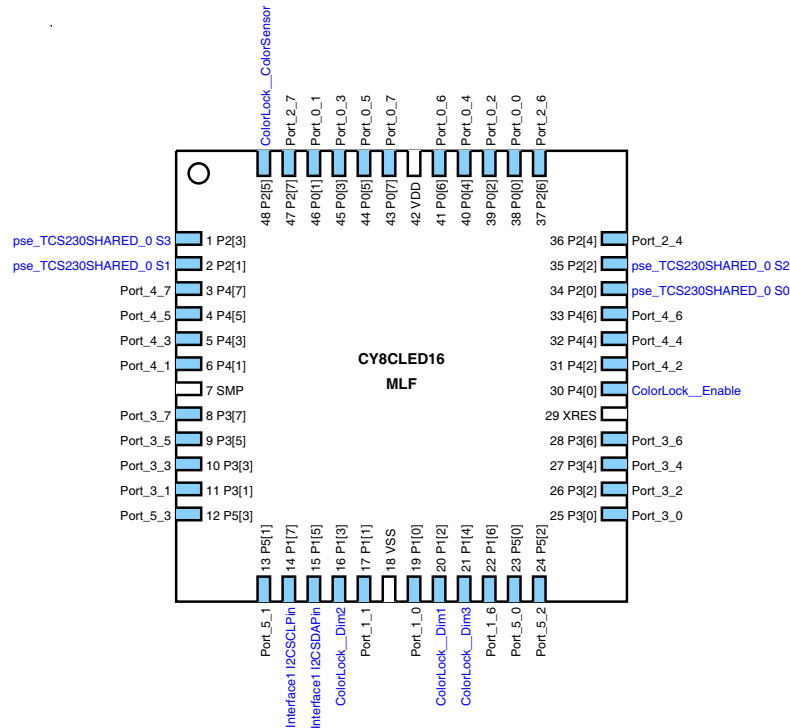 ColorLock__ColorSensor
Port_2_7
Port_0_1
Port_0_3
Port_0_5
Port_0_7
Port_0_6
Port_0_4
Port_0_2
Port_0_0
Port_2_6
48 P2[5]
47 P2[7]
46 P0[1]
45 P0[3]
44 P0[5]
43 P0[7]
42 VDD
41 P0[6]
40 P0[4]
39 P0[2]
38 P0[0]
37 P2[6]
pse_TCS230SHARED_0 S3 1 P2[3]
pse_TCS230SHARED_0 S1 2 P2[1]
Port_4_7 3 P4[7]
Port_4_5 4 P4[5]
Port_4_3 5 P4[3]
Port_4_1 6 P4[1]
7 SMP
Port_3_7 8 P3[7]
Port_3_5 9 P3[5]
Port_3_3 10 P3[3]
Port_3_1 11 P3[1]
Port_5_3 12 P5[3]
CY8CLED16
MLF
36 P2[4] Port_2_4
35 P2[2] pse_TCS230SHARED_0 S2
34 P2[0] pse_TCS230SHARED_0 S0
33 P4[6] Port_4_6
32 P4[4] Port_4_4
31 P4[2] Port_4_2
30 P4[0] ColorLock__Enable
29 XRES
28 P3[6] Port_3_6
27 P3[4] Port_3_4
26 P3[2] Port_3_2
25 P3[0] Port_3_0
13 P5[1]
14 P1[7]
15 P1[5]
16 P1[3]
17 P1[1]
18 VSS
19 P1[0]
20 P1[2]
21 P1[4]
22 P1[6]
23 P5[0]
24 P5[2]
Port_5_1
Interface1 I2CSCLPin
Interface1 I2CSDAPin
ColorLock__Dim2
Port_1_1
Port_1_0
ColorLock__Dim1
ColorLock__Dim3
Port_1_6
Port_5_0
Port_5_2